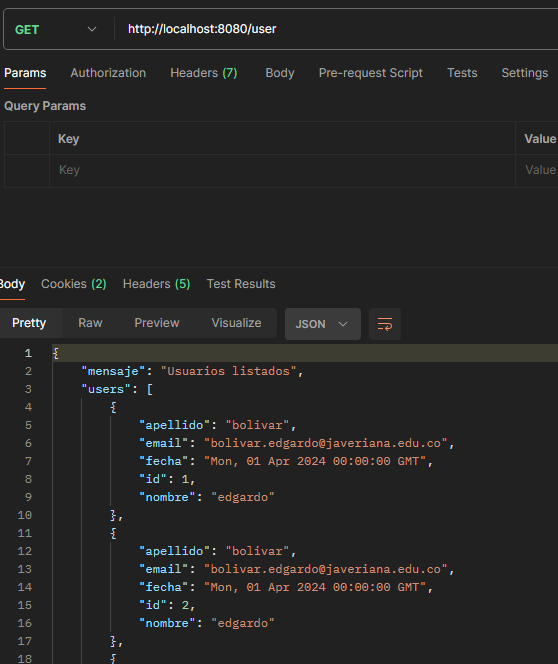 GET http://localhost:8080/user
Params Authorization Headers (7) Body Pre-request Script Tests Settings
Query Params
Key Value
Key Value
Body Cookies (2) Headers (5) Test Results
Pretty Raw Preview Visualize JSON
1 {
2 "mensaje": "Usuarios listados",
3 "users": [
4 {
5 "apellido": "bolivar",
6 "email": "bolivar.edgardo@javeriana.edu.co",
7 "fecha": "Mon, 01 Apr 2024 00:00:00 GMT",
8 "id": 1,
9 "nombre": "edgardo"
10 },
11 {
12 "apellido": "bolivar",
13 "email": "bolivar.edgardo@javeriana.edu.co",
14 "fecha": "Mon, 01 Apr 2024 00:00:00 GMT",
15 "id": 2,
16 "nombre": "edgardo"
17 },
18 {